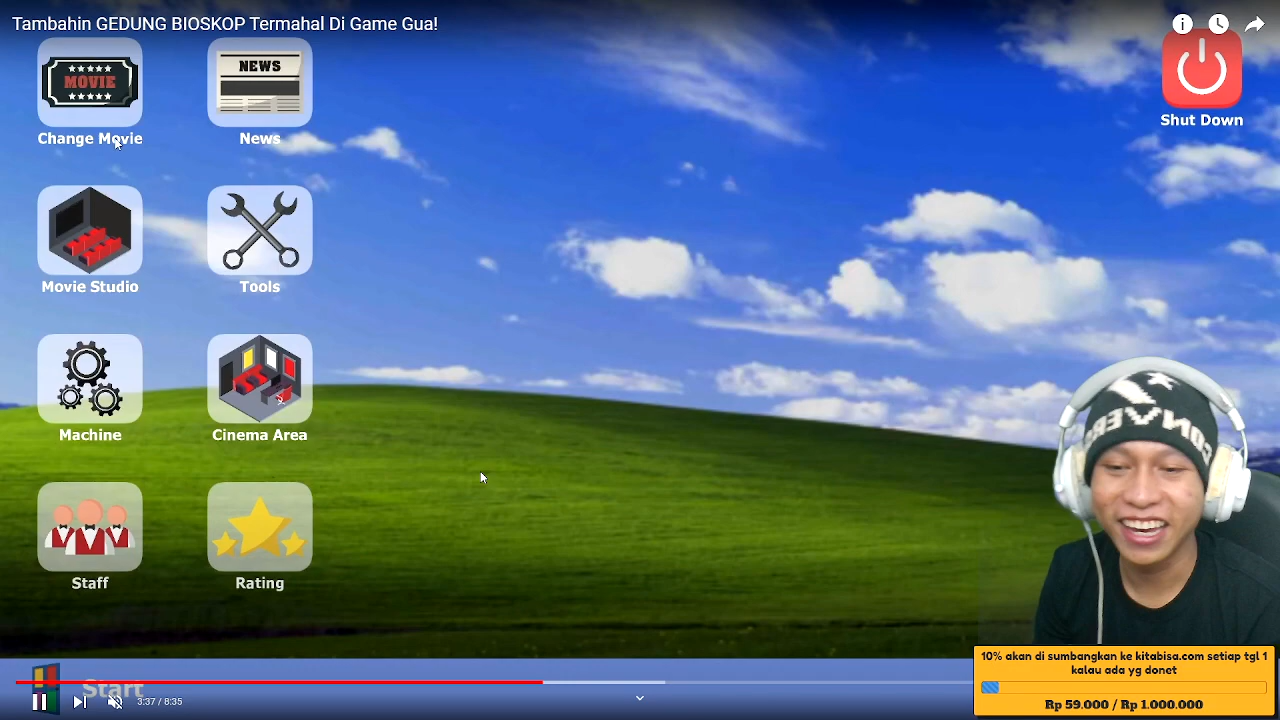 Tambahin GEDUNG BIOSKOP Termahal Di Game Gua!
MOVIE
NEWS
Change Movie
News
Shut Down
Movie Studio
Tools
Machine
Cinema Area
Staff
Rating
CONVERS
Start
3:37 / 8:35
10% akan di sumbangkan ke kitabisa.com setiap tgl 1
kalau ada yg donet
Rp 59.000 / Rp 1.000.000